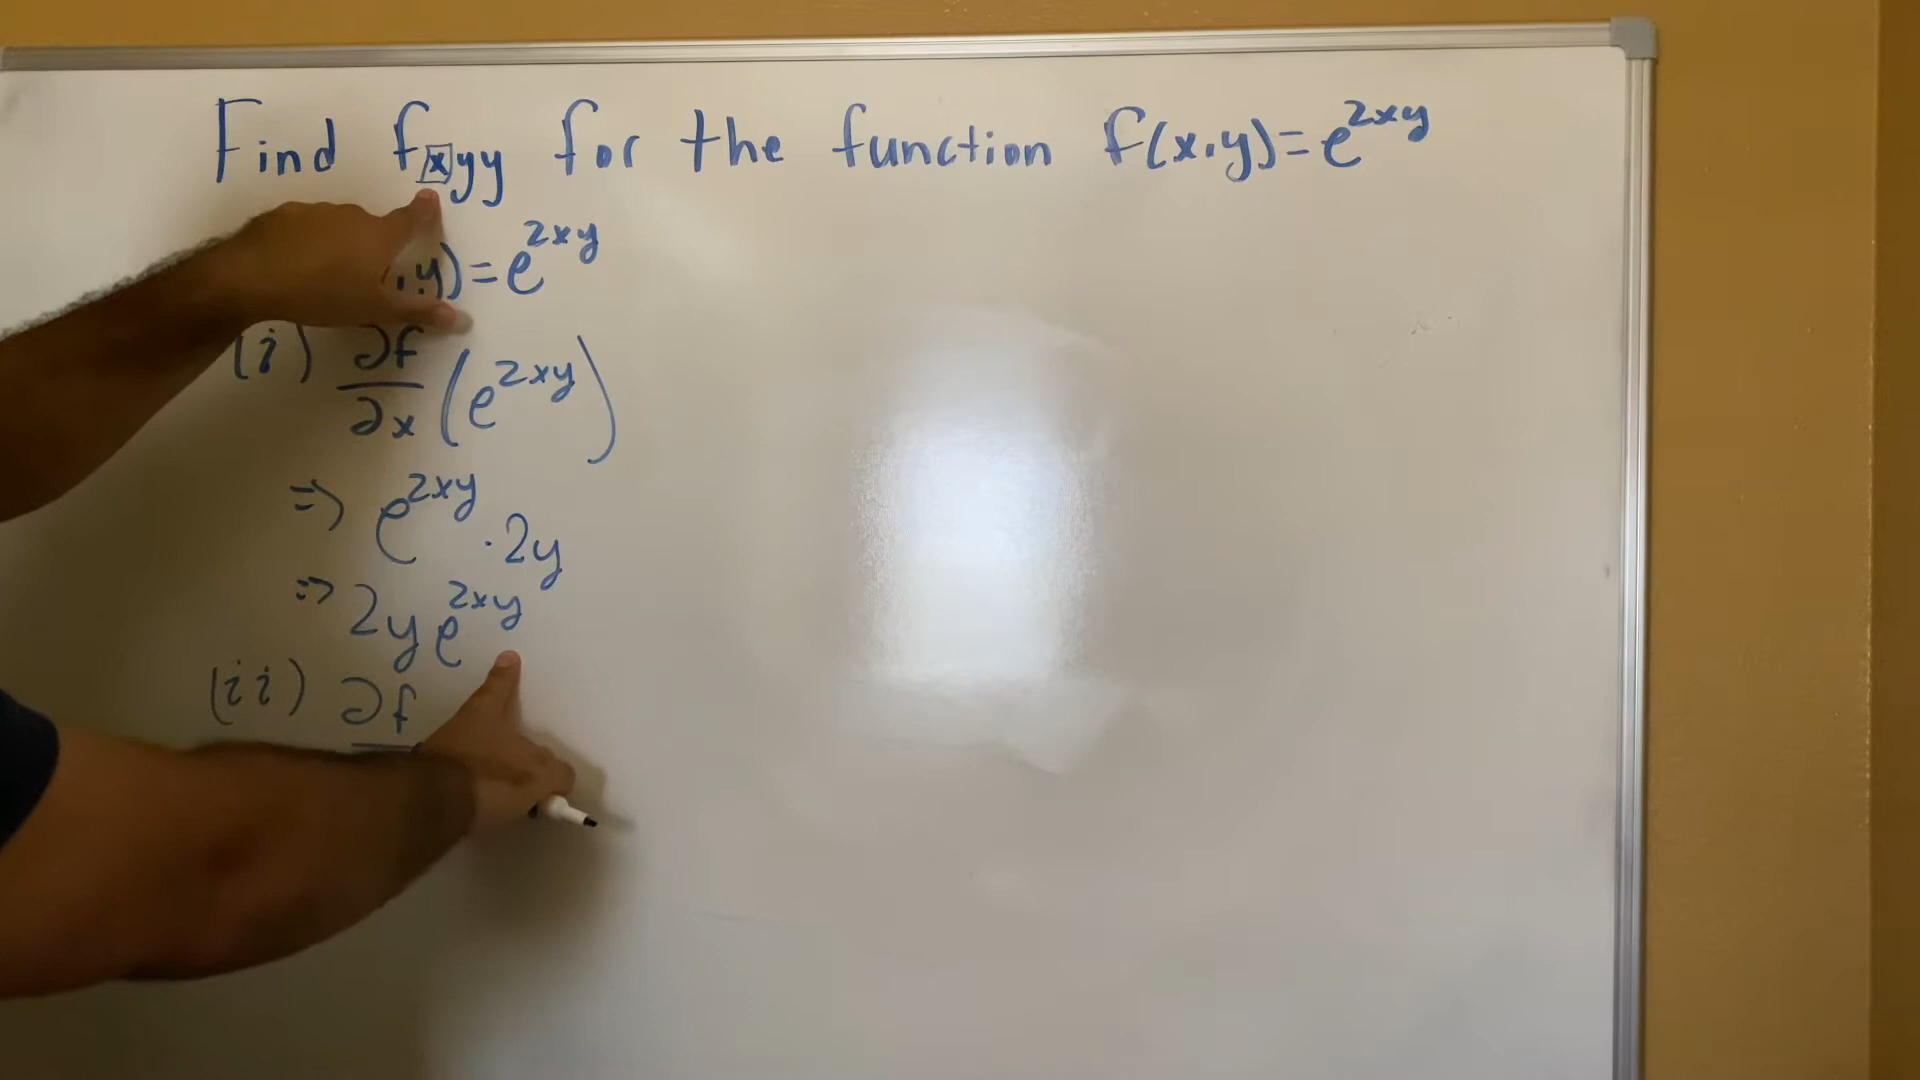 Find fxyy for the function f(x,y)=e^2xy
,y)=e^2xy
(i) ∂f/∂x (e^2xy)
=> e^2xy · 2y
=> 2ye^2xy
(ii) ∂f